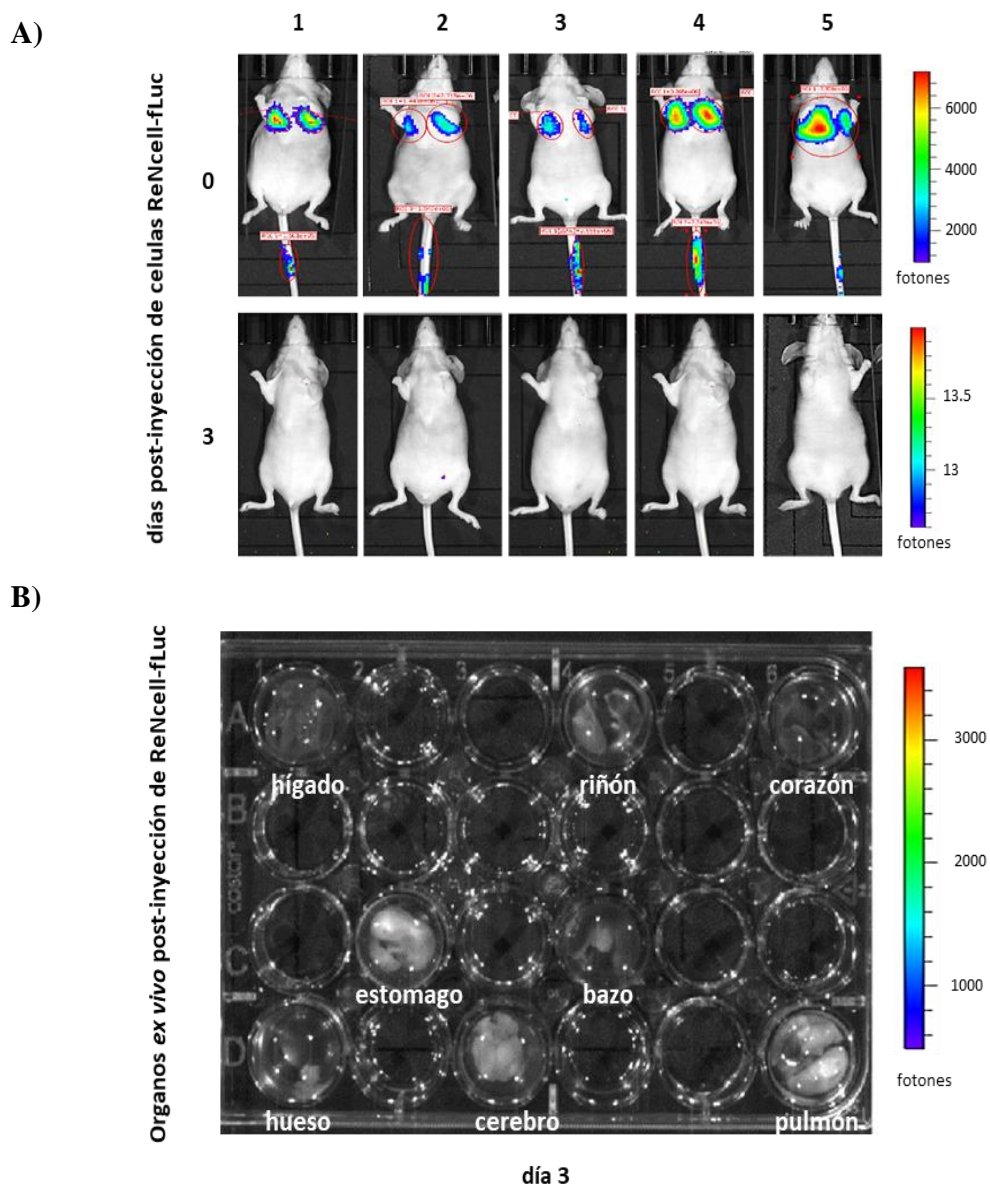 A)
1 2 3 4 5
días post-inyección de celulas ReNcell-fLuc
0
6000
4000
2000
fotones
3
13.5
13
fotones
B)
Organos ex vivo post-inyección de ReNcell-fLuc
1 2 3 4 5 6
A
hígado riñón corazón
B
C
estomago bazo
D
hueso cerebro pulmón
3000
2000
1000
fotones
día 3